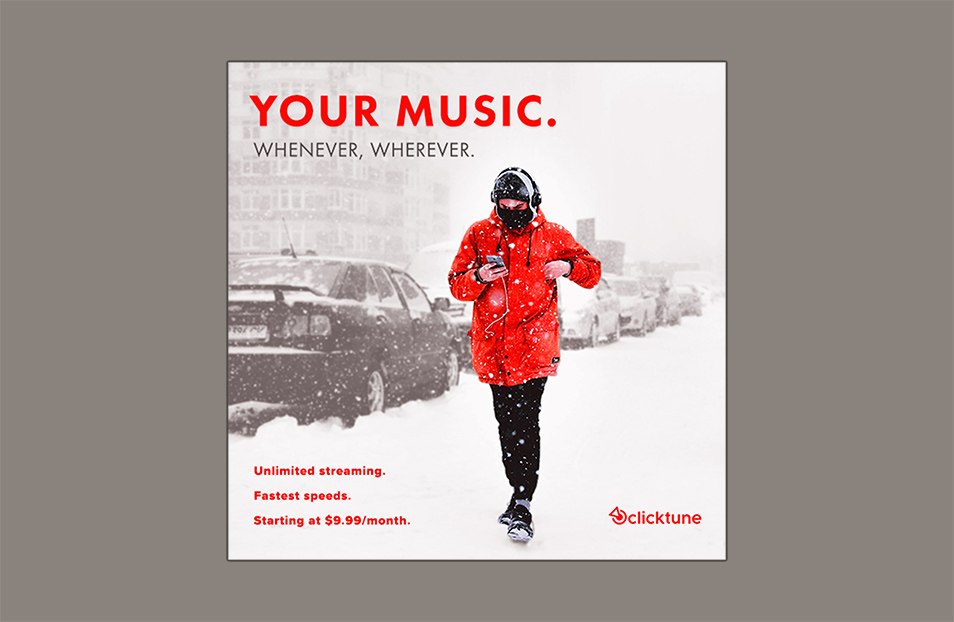 YOUR MUSIC.
WHENEVER, WHEREVER.
Unlimited streaming.
Fastest speeds.
Starting at $9.99/month.
clicktune